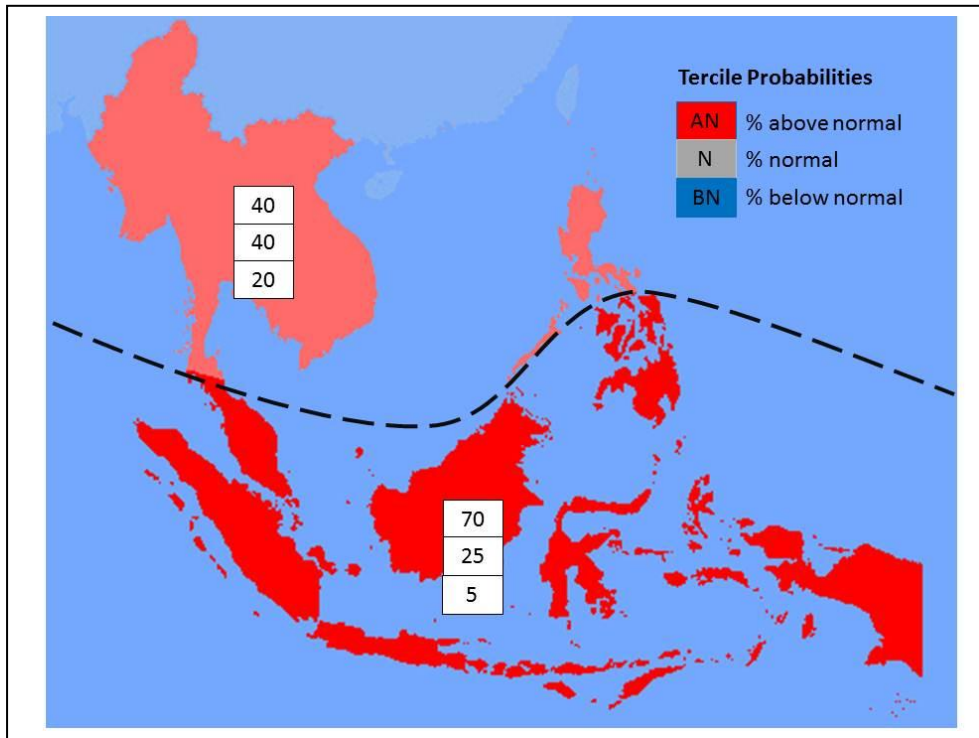 Tercile Probabilities
AN % above normal
N % normal
BN % below normal
40
40
20
70
25
5